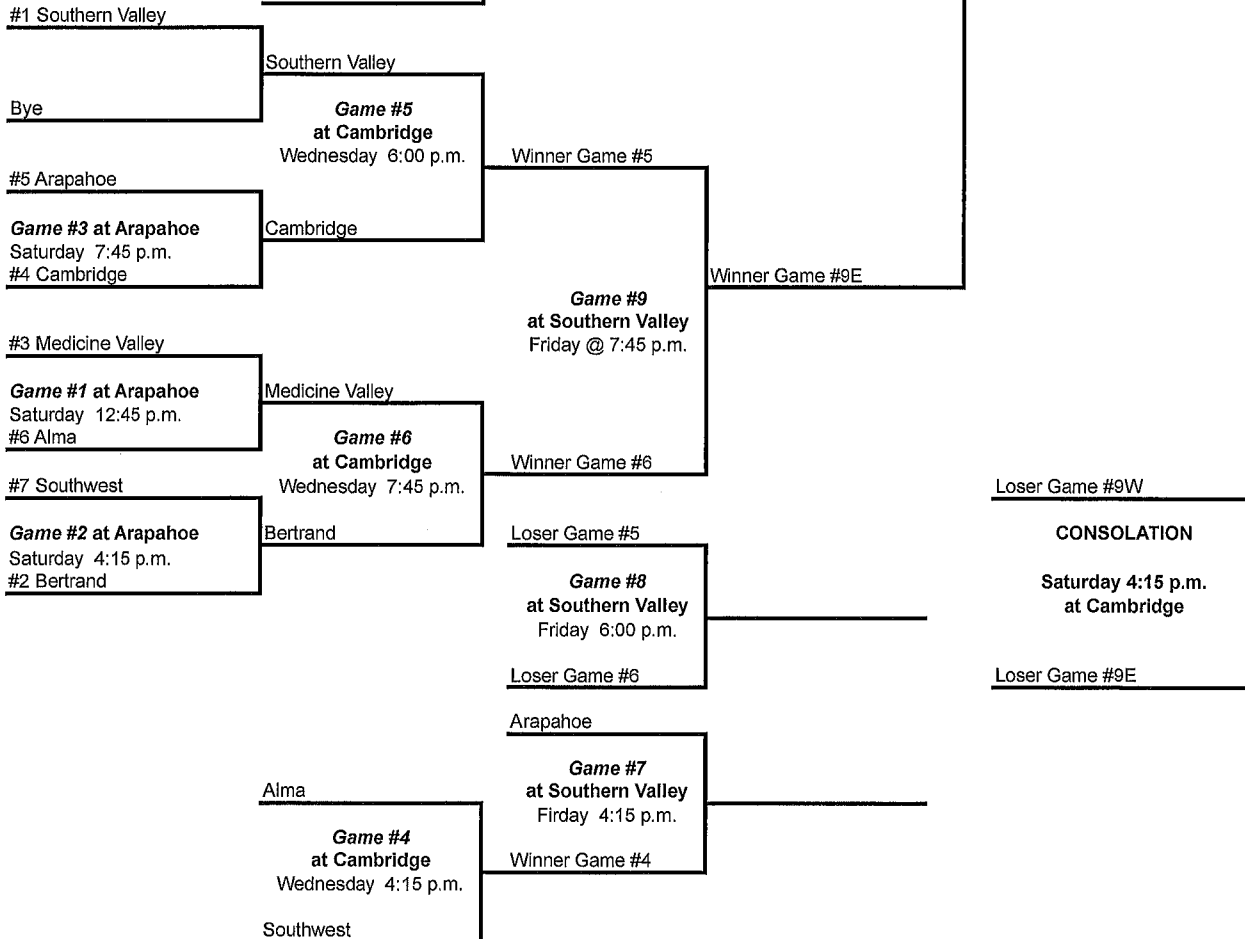 #1 Southern Valley
Bye
#5 Arapahoe
Game #3 at Arapahoe
Saturday 7:45 p.m.
#4 Cambridge
#3 Medicine Valley
Game #1 at Arapahoe
Saturday 12:45 p.m.
#6 Alma
#7 Southwest
Game #2 at Arapahoe
Saturday 4:15 p.m.
#2 Bertrand
Southern Valley
Game #5
at Cambridge
Wednesday 6:00 p.m.
Cambridge
Medicine Valley
Game #6
at Cambridge
Wednesday 7:45 p.m.
Bertrand
Alma
Game #4
at Cambridge
Wednesday 4:15 p.m.
Southwest
Winner Game #5
Game #9
at Southern Valley
Friday @ 7:45 p.m.
Winner Game #6
Loser Game #5
Game #8
at Southern Valley
Friday 6:00 p.m.
Loser Game #6
Arapahoe
Game #7
at Southern Valley
Firday 4:15 p.m.
Winner Game #4
Winner Game #9E
Loser Game #9W
CONSOLATION
Saturday 4:15 p.m.
at Cambridge
Loser Game #9E